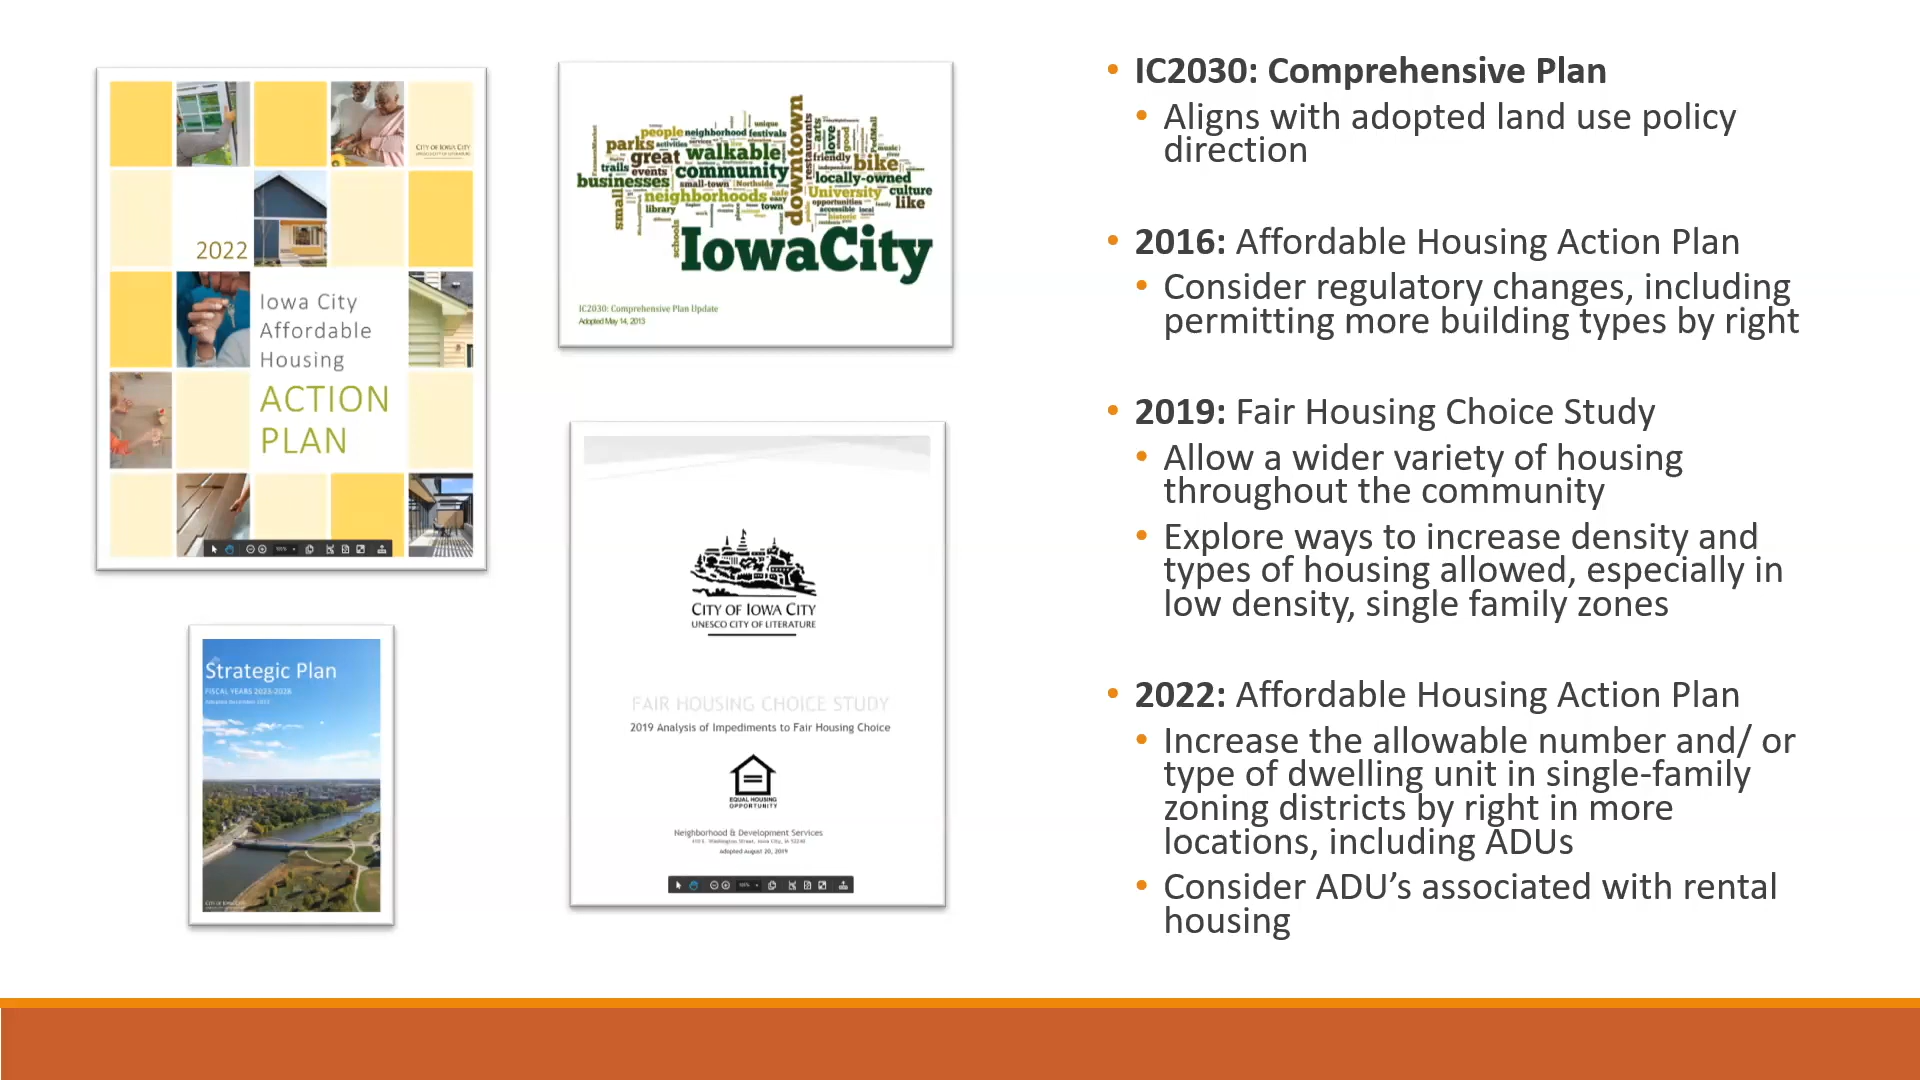 CITY OF IOWA CITY
2022
Iowa City
Affordable
Housing
ACTION
PLAN
Strategic Plan
FISCAL YEARS 2023-2028
Adopted December 2022
unique
people neighborhood festivals
parks activities
great walkable
trails events community
businesses small-town Northside
neighborhoods
small
library
town
schools
downtown
restaurants
arts
love
good
friendly bike
locally-owned
University culture
opportunities like
accessible local
historic
IowaCity
IC2030: Comprehensive Plan Update
Adopted May 14, 2013
CITY OF IOWA CITY
UNESCO CITY OF LITERATURE
FAIR HOUSING CHOICE STUDY
2019 Analysis of Impediments to Fair Housing Choice
EQUAL HOUSING
OPPORTUNITY
Neighborhood & Development Services
410 E. Washington Street, Iowa City, IA 52240
Adopted August 20, 2019
• IC2030: Comprehensive Plan
• Aligns with adopted land use policy
direction
• 2016: Affordable Housing Action Plan
• Consider regulatory changes, including
permitting more building types by right
• 2019: Fair Housing Choice Study
• Allow a wider variety of housing
throughout the community
• Explore ways to increase density and
types of housing allowed, especially in
low density, single family zones
• 2022: Affordable Housing Action Plan
• Increase the allowable number and/ or
type of dwelling unit in single-family
zoning districts by right in more
locations, including ADUs
• Consider ADU’s associated with rental
housing